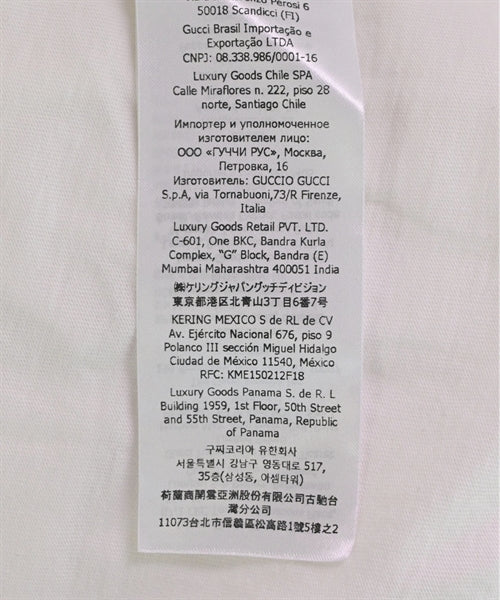 Perosi 6
50018 Scandicci (FI)
Gucci Brasil Importação e
Exportação LTDA
CNPJ: 08.338.986/0001-16
Luxury Goods Chile SPA
Calle Miraflores n. 222, piso 28
norte, Santiago Chile
Импортер и уполномоченное
изготовителем лицо:
ООО «ГУЧЧИ РУС», Москва,
Петровка, 16
Изготовитель: GUCCIO GUCCI
S.p.A, via Tornabuoni,73/R Firenze,
Italia
Luxury Goods Retail PVT. LTD.
C-601, One BKC, Bandra Kurla
Complex, “G” Block, Bandra (E)
Mumbai Maharashtra 400051 India
㈱ケリングジャパングッチディビジョン
東京都港区北青山3丁目6番7号
KERING MEXICO S de RL de CV
Av. Ejército Nacional 676, piso 9
Polanco III sección Miguel Hidalgo
Ciudad de México 11540, México
RFC: KME150212F18
Luxury Goods Panama S. de R. L
Building 1959, 1st Floor, 50th Street
and 55th Street, Panama, Republic
of Panama
구찌코리아 유한회사
서울특별시 강남구 영동대로 517,
35층(삼성동, 아셈타워)
荷蘭商開雲亞洲股份有限公司古馳台
灣分公司
11073台北市信義區松高路1號5樓之2